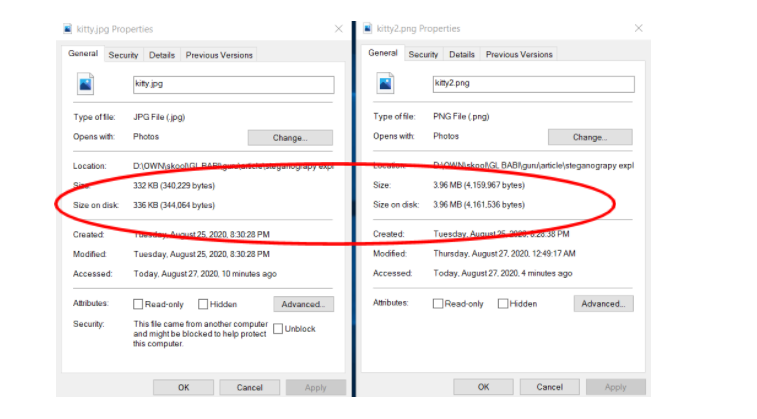 kitty.jpg Properties
General Security Details Previous Versions
kitty.jpg
Type of file: JPG File (.jpg)
Opens with: Photos Change...
Location: D:\OWN\skool\GL BABI\guru\article\steganograpy expl
Size: 332 KB (340,229 bytes)
Size on disk: 336 KB (344,064 bytes)
Created: Tuesday, August 25, 2020, 8:30:28 PM
Modified: Tuesday, August 25, 2020, 8:30:28 PM
Accessed: Today, August 27, 2020, 10 minutes ago
Attributes: Read-only Hidden Advanced...
Security: This file came from another computer
and might be blocked to help protect
this computer.
Unblock
OK Cancel Apply
kitty2.png Properties
General Security Details Previous Versions
kitty2.png
Type of file: PNG File (.png)
Opens with: Photos Change...
Location: D:\OWN\skool\GL BABI\guru\article\steganograpy expl
Size: 3.96 MB (4,159,967 bytes)
Size on disk: 3.96 MB (4,161,536 bytes)
Created: Tuesday, August 25, 2020, 8:28:38 PM
Modified: Thursday, August 27, 2020, 12:49:17 AM
Accessed: Today, August 27, 2020, 4 minutes ago
Attributes: Read-only Hidden Advanced...
OK Cancel Apply